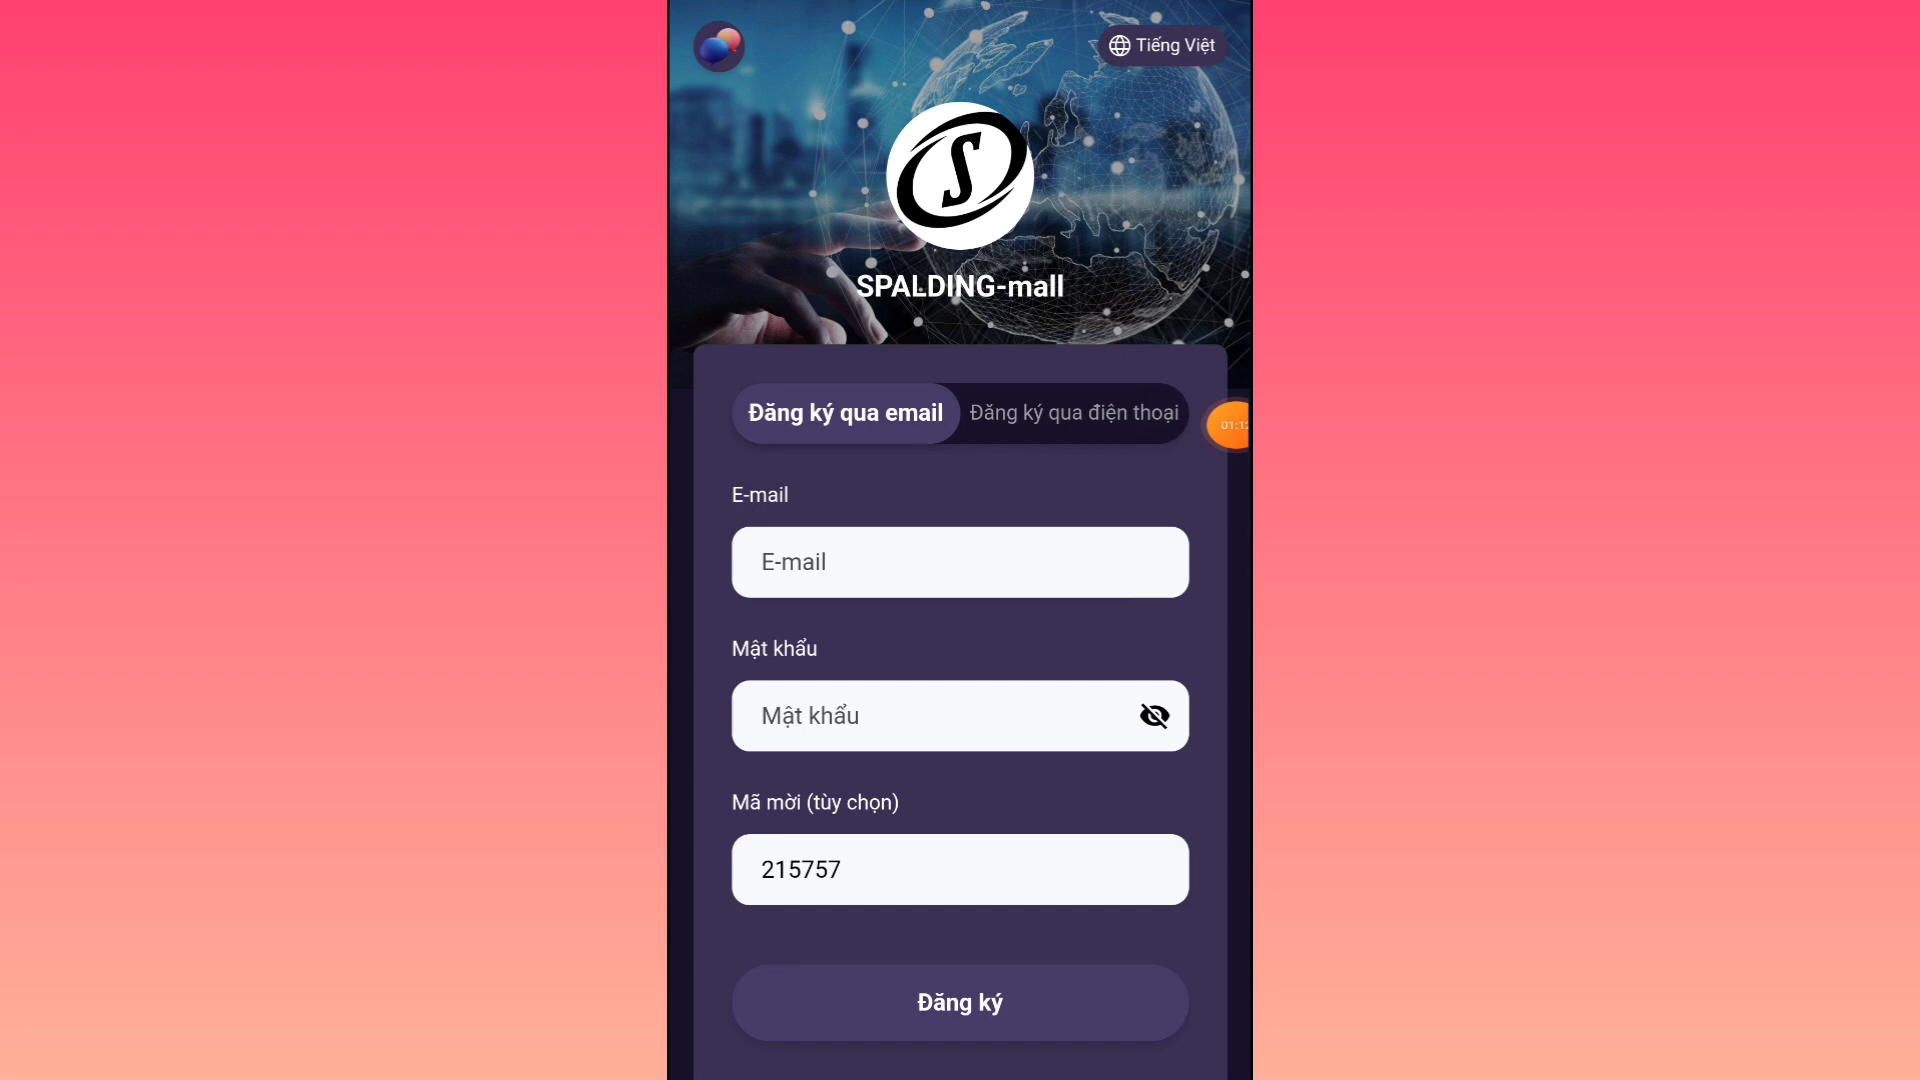 Tiếng Việt
S
SPALDING-mall
Đăng ký qua email
Đăng ký qua điện thoại
E-mail
E-mail
Mật khẩu
Mật khẩu
Mã mời (tùy chọn)
215757
Đăng ký